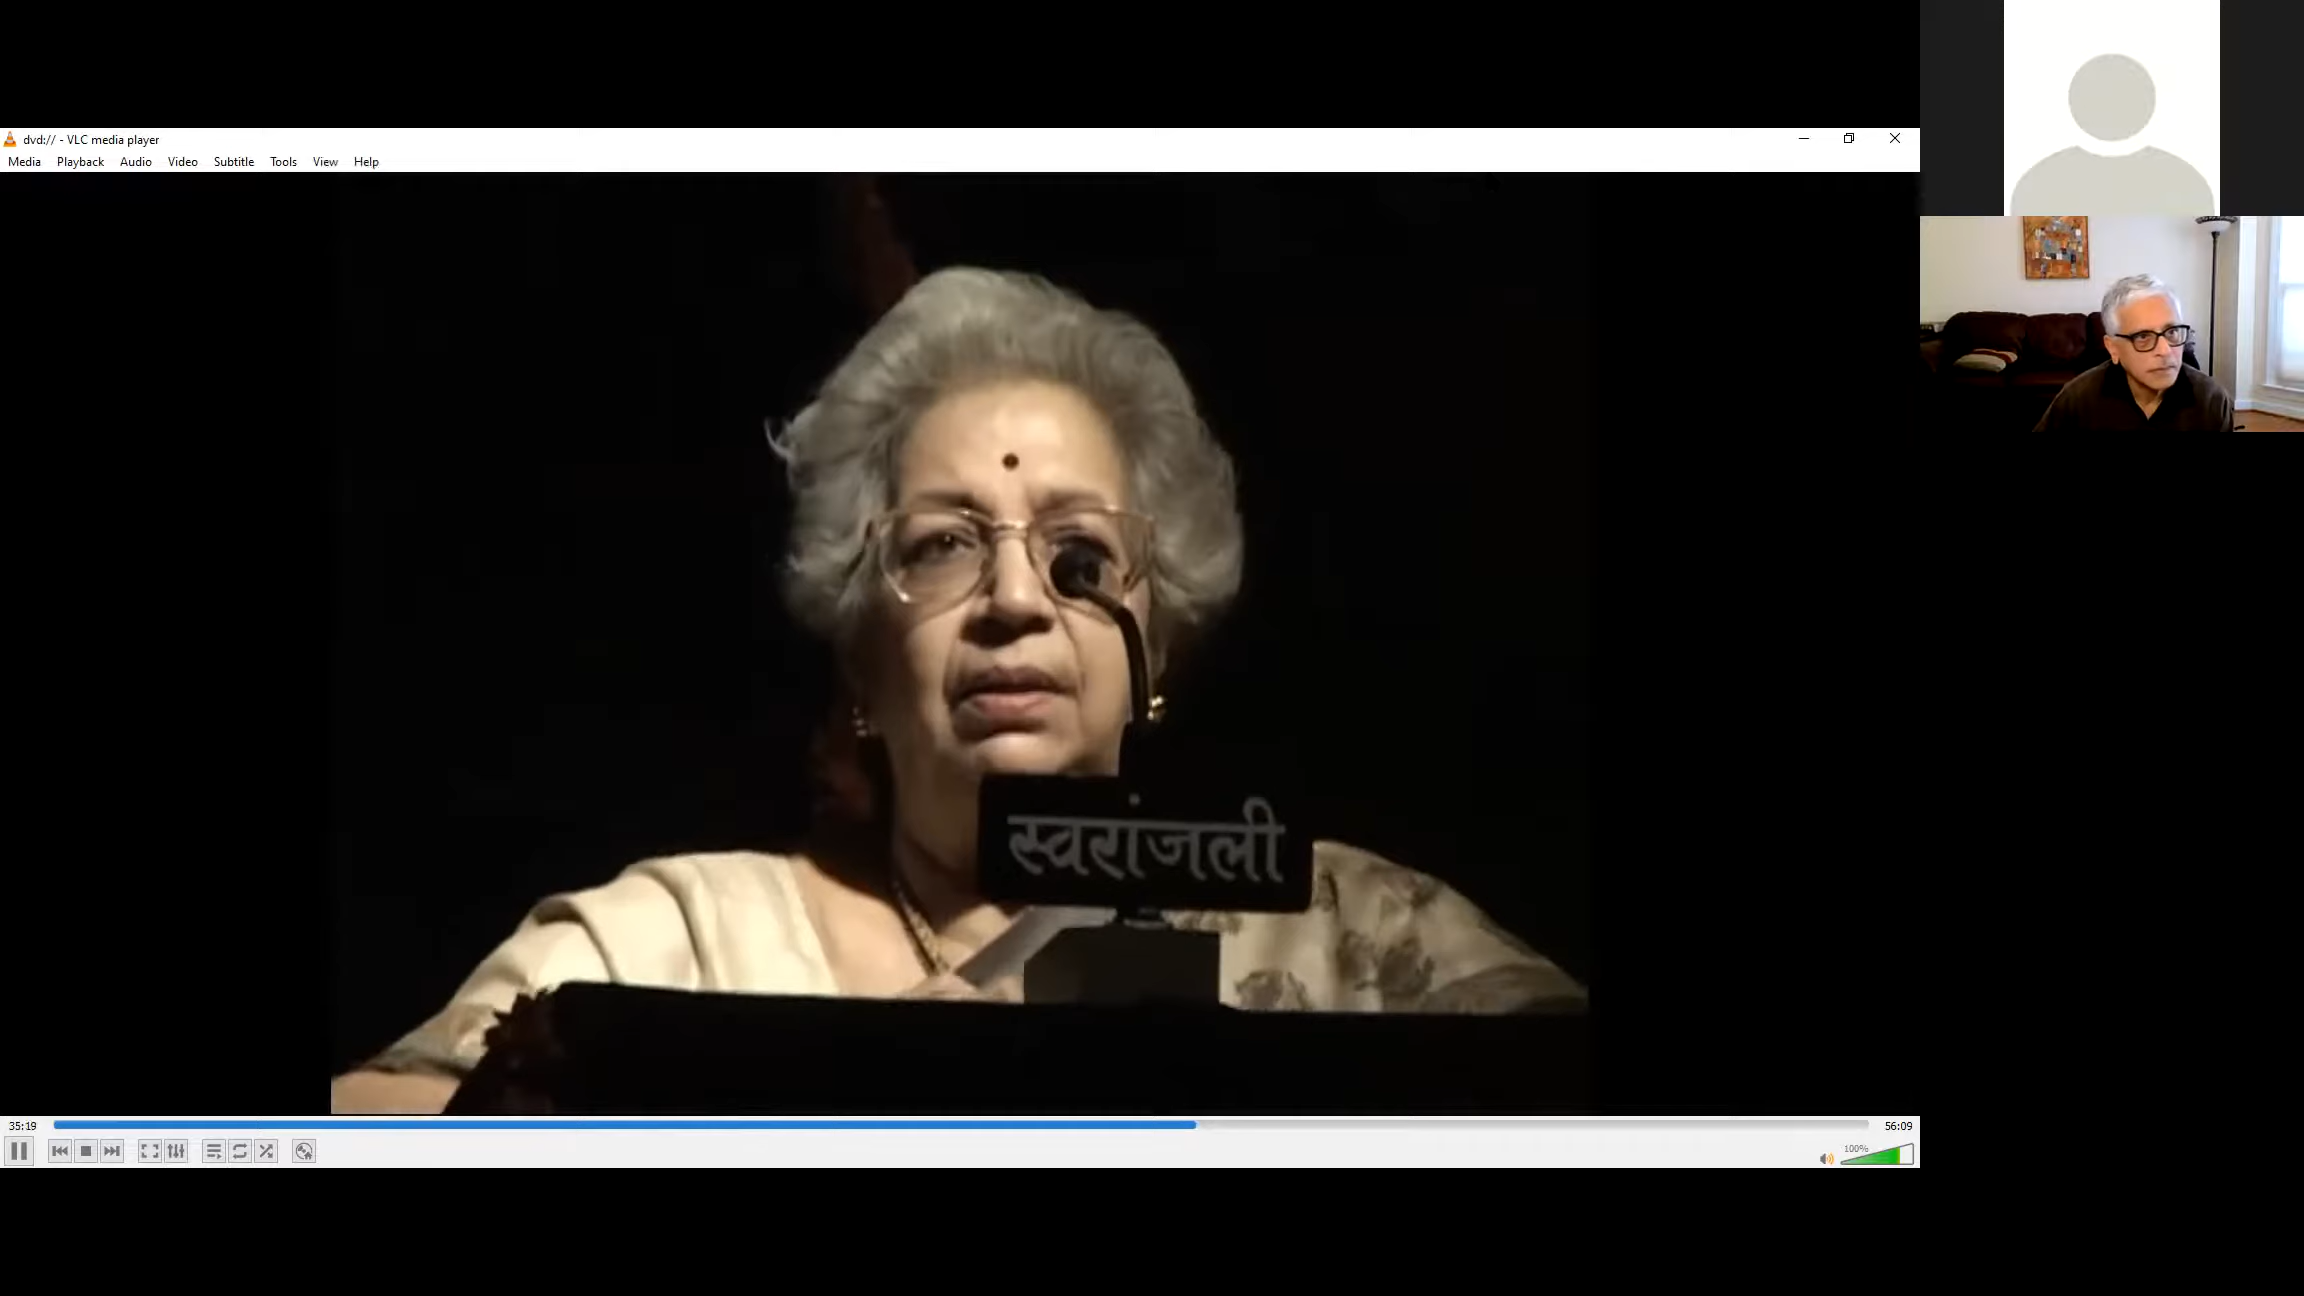 dvd:// - VLC media player
Media Playback Audio Video Subtitle Tools View Help
स्वरांजली
35:19
56:09
100%